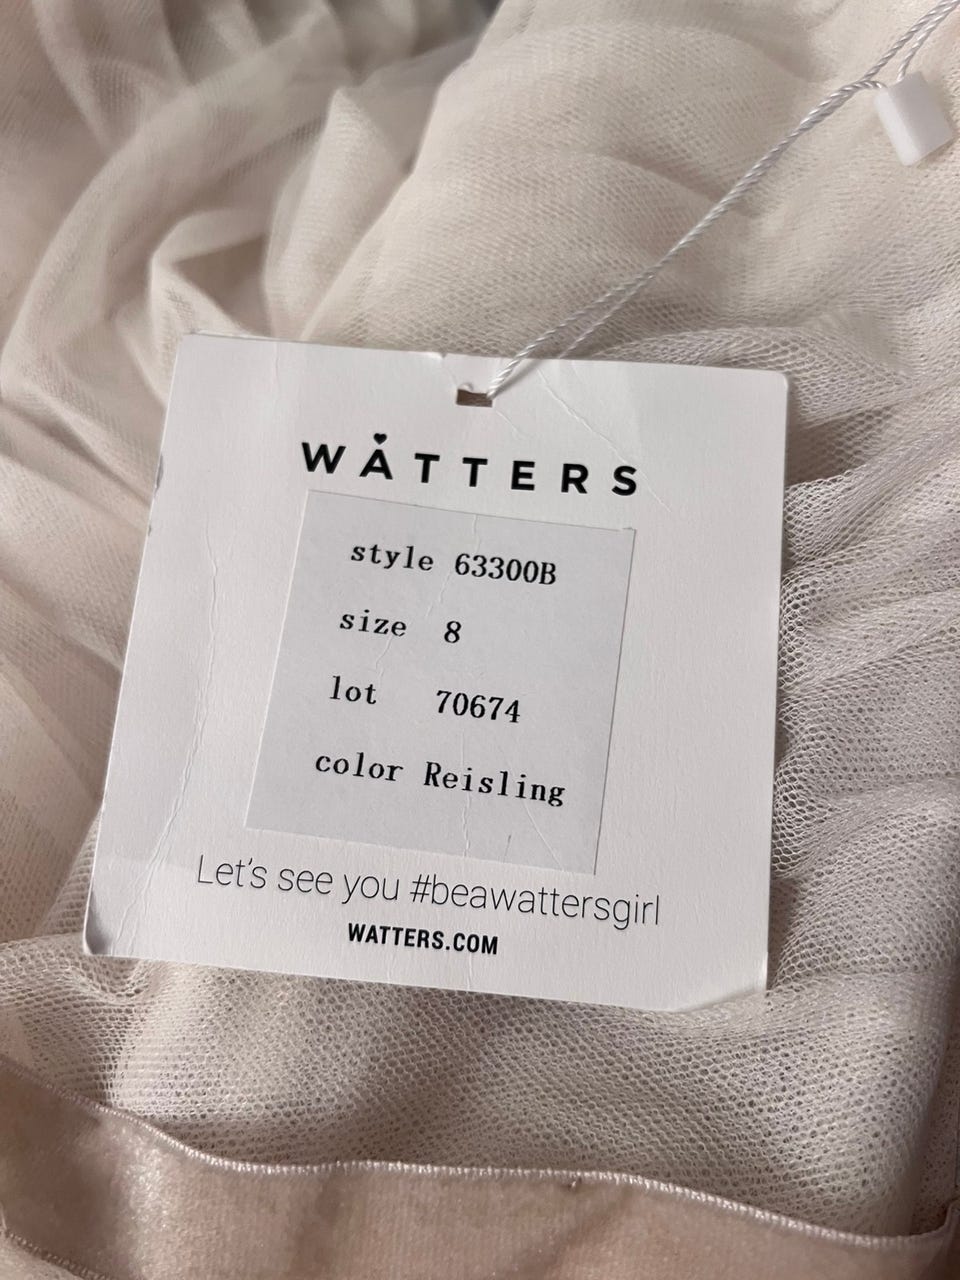 WATTERS
style 63300B
size 8
lot 70674
color Reisling
Let's see you #beawattersgirl
WATTERS.COM